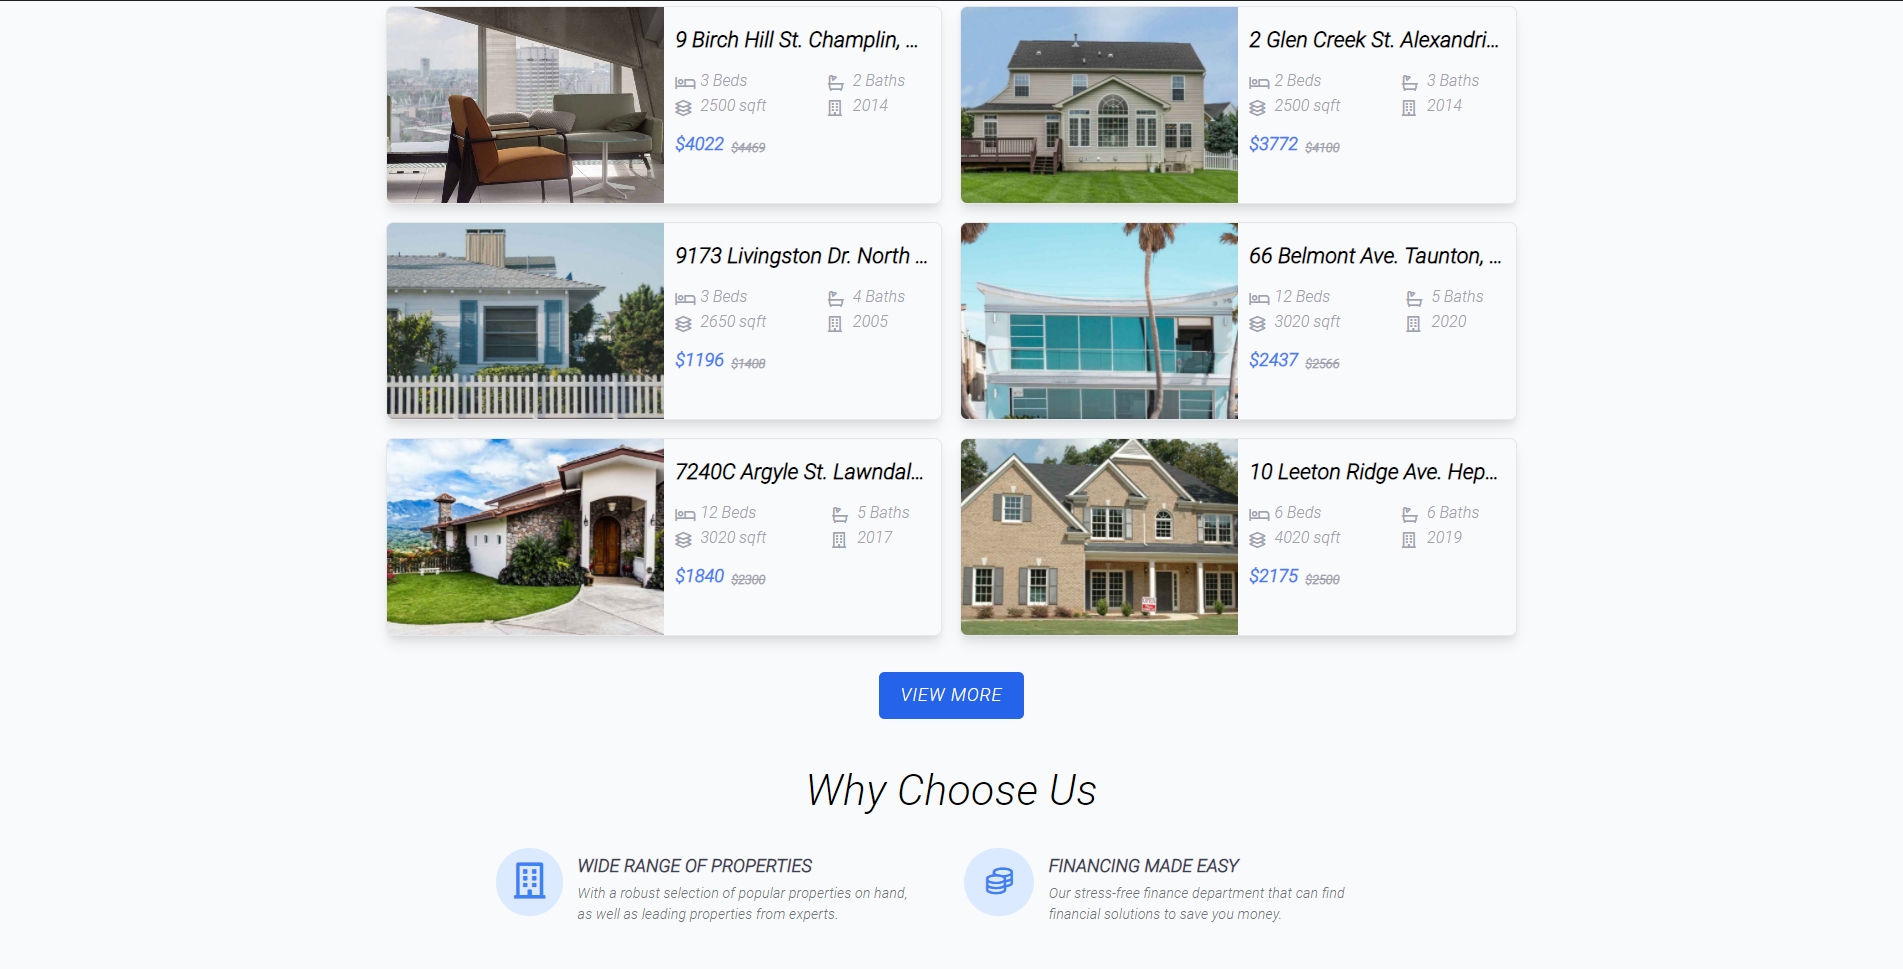 9 Birch Hill St. Champlin, ...
3 Beds 2 Baths
2500 sqft 2014
$4022 $4469
2 Glen Creek St. Alexandri...
2 Beds 3 Baths
2500 sqft 2014
$3772 $4100
9173 Livingston Dr. North ...
3 Beds 4 Baths
2650 sqft 2005
$1196 $1408
66 Belmont Ave. Taunton, ...
12 Beds 5 Baths
3020 sqft 2020
$2437 $2566
7240C Argyle St. Lawndal...
12 Beds 5 Baths
3020 sqft 2017
$1840 $2300
10 Leeton Ridge Ave. Hep...
6 Beds 6 Baths
4020 sqft 2019
$2175 $2500
VIEW MORE
Why Choose Us
WIDE RANGE OF PROPERTIES
With a robust selection of popular properties on hand,
as well as leading properties from experts.
FINANCING MADE EASY
Our stress-free finance department that can find
financial solutions to save you money.